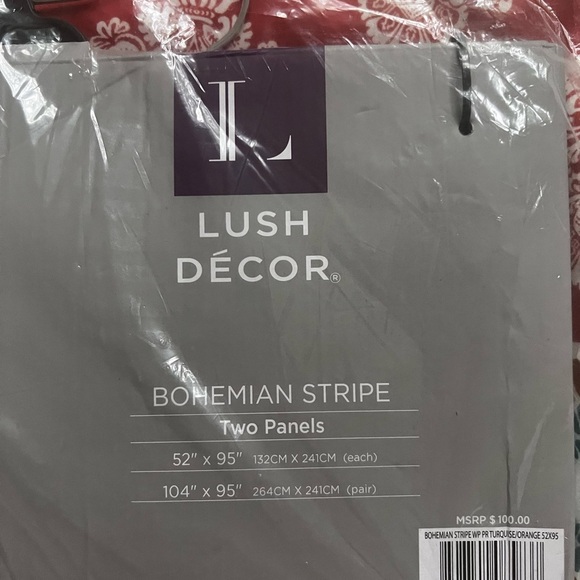 L
LUSH
DÉCOR®
BOHEMIAN STRIPE
Two Panels
52" x 95" 132CM X 241CM (each)
104" x 95" 264CM X 241CM (pair)
MSRP $100.00
BOHEMIAN STRIPE WP PR TURQUISE/ORANGE 52X95